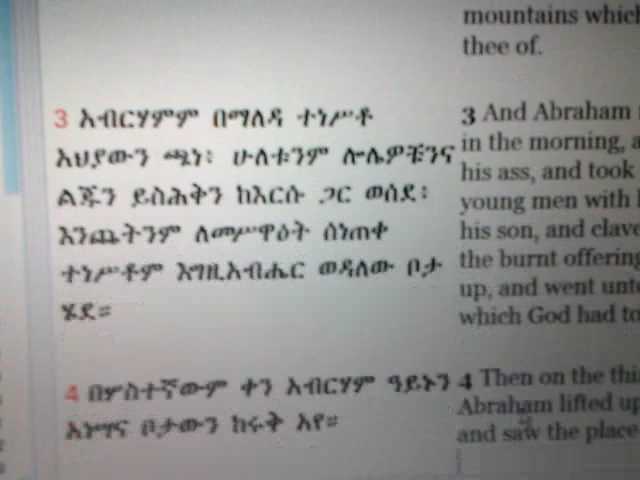 3 አብርሃምም በማለዳ ተነሥቶ
አህያውን ጫነ፡ ሁለቱንም ሎሌዎቹንና
ልጁን ይስሕቅን ከእርሱ ጋር ወሰደ፡
እንጨትንም ለመሥዋዕት ሰነጠቀ
ተነሥቶም እግዚአብሔር ወዳለው ቦታ
ሄደ።
4 በሦስተኛውም ቀን አብርሃም ዓይኑን
አነሣና ቦታውን ከሩቅ አየ።
mountains which
thee of.
3 And Abraham
in the morning, a
his ass, and took
young men with
his son, and clave
the burnt offering
up, and went unto
which God had to
4 Then on the thi
Abraham lifted up
and saw the place